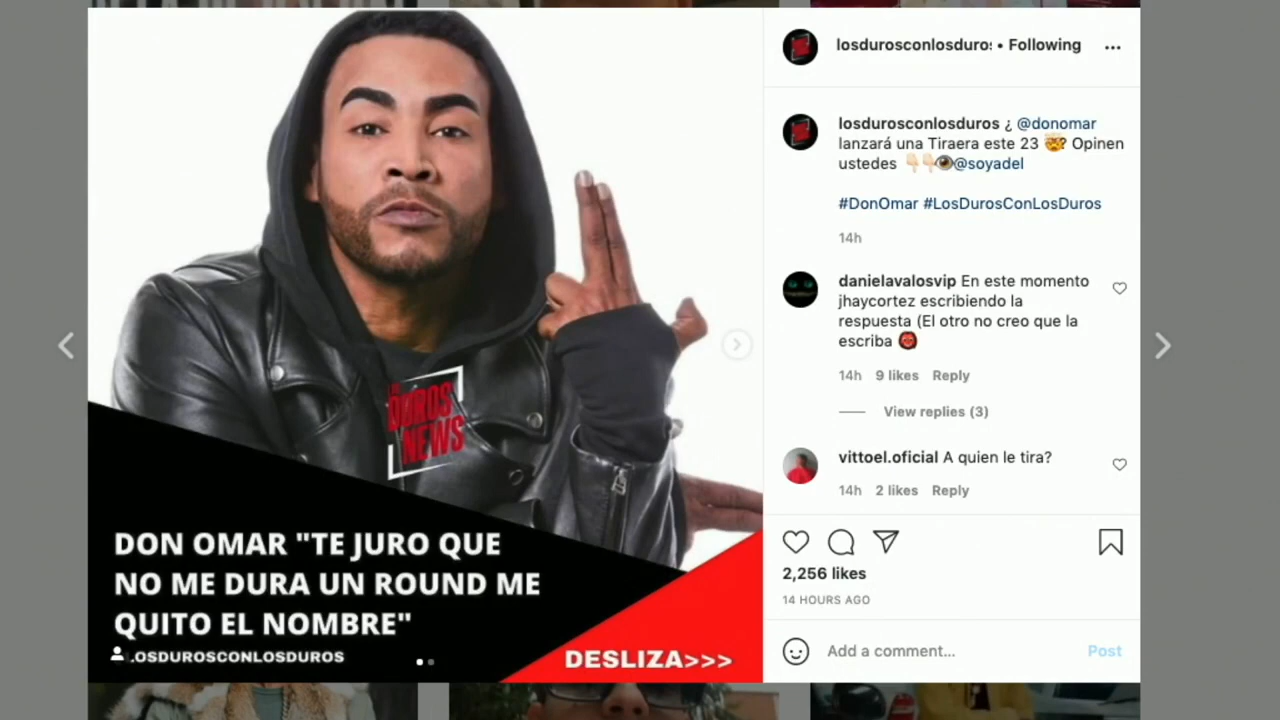 DUROS
NEWS
DON OMAR "TE JURO QUE
NO ME DURA UN ROUND ME
QUITO EL NOMBRE"
LOSDUROSCONLOSDUROS
DESLIZA>>>
losdurosconlosduros • Following
losdurosconlosduros ¿ @donomar
lanzará una Tiraera este 23 🤯 Opinen
ustedes 👇🏻👇🏻👁️@soyadel
#DonOmar #LosDurosConLosDuros
14h
danielavalosvip En este momento
jhaycortez escribiendo la
respuesta (El otro no creo que la
escriba 👹
14h 9 likes Reply
View replies (3)
vittoel.oficial A quien le tira?
14h 2 likes Reply
2,256 likes
14 HOURS AGO
Add a comment... Post